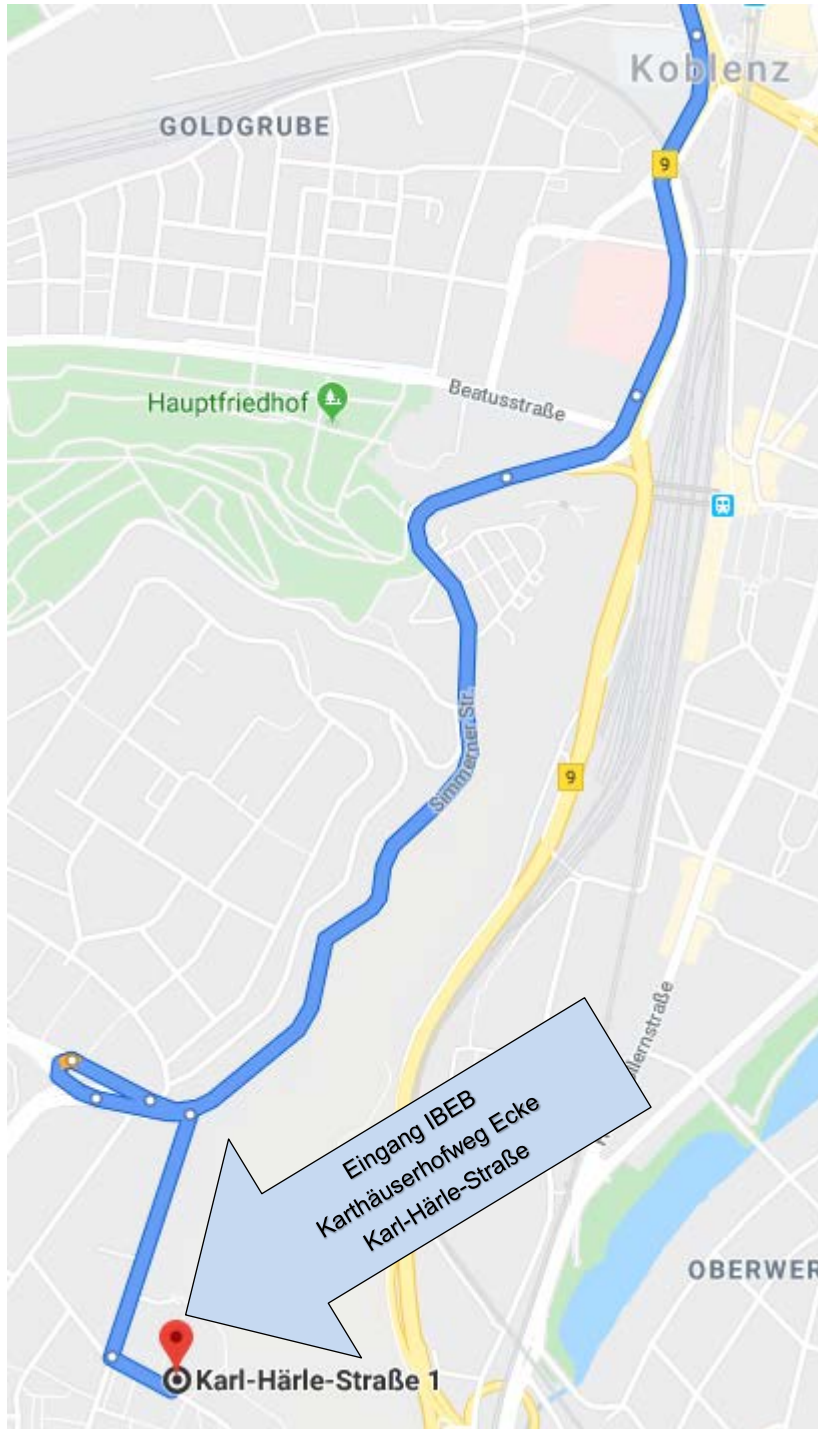 Koblenz
GOLDGRUBE
9
Hauptfriedhof
Beatusstraße
Simmerner Str.
9
Eingang IBEB
Karthäuserhofweg Ecke
Karl-Härle-Straße
OBERWER
Karl-Härle-Straße 1